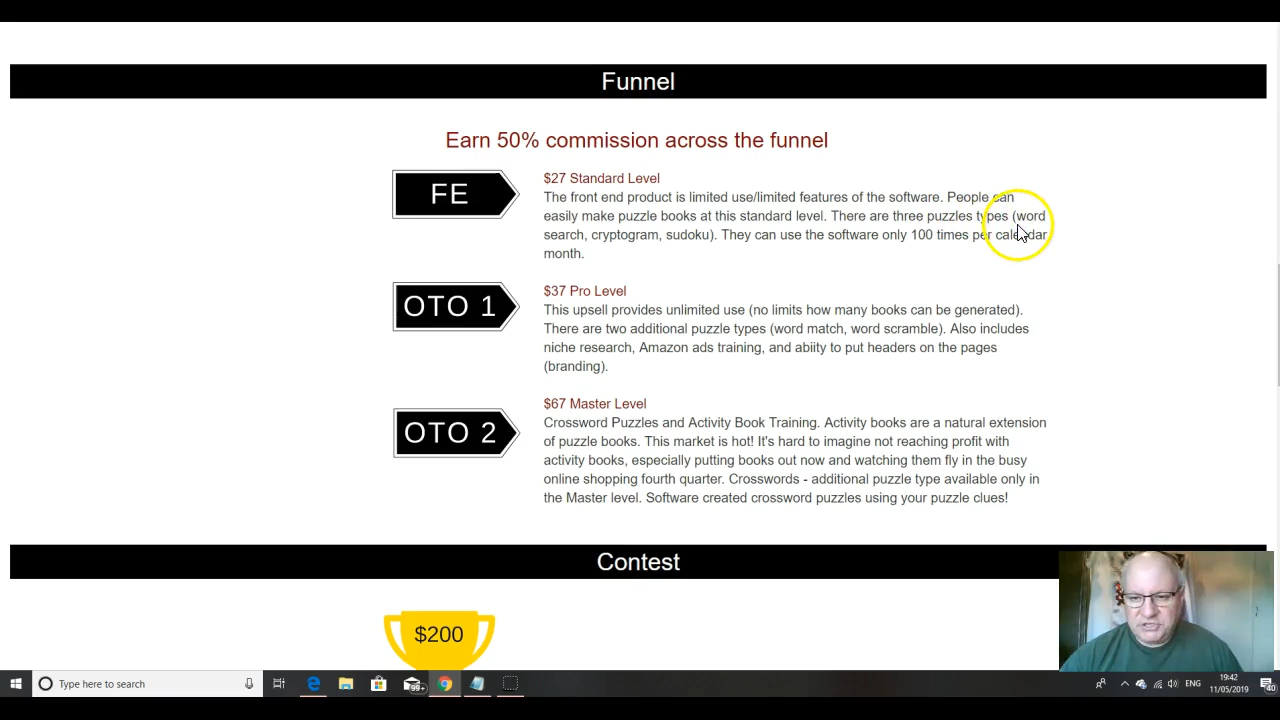 Funnel
Earn 50% commission across the funnel
FE
$27 Standard Level
The front end product is limited use/limited features of the software. People can
easily make puzzle books at this standard level. There are three puzzles types (word
search, cryptogram, sudoku). They can use the software only 100 times per calendar
month.
OTO 1
$37 Pro Level
This upsell provides unlimited use (no limits how many books can be generated).
There are two additional puzzle types (word match, word scramble). Also includes
niche research, Amazon ads training, and abiity to put headers on the pages
(branding).
OTO 2
$67 Master Level
Crossword Puzzles and Activity Book Training. Activity books are a natural extension
of puzzle books. This market is hot! It's hard to imagine not reaching profit with
activity books, especially putting books out now and watching them fly in the busy
online shopping fourth quarter. Crosswords - additional puzzle type available only in
the Master level. Software created crossword puzzles using your puzzle clues!
Contest
$200
Type here to search
99+
ENG
19:42
11/05/2019
40